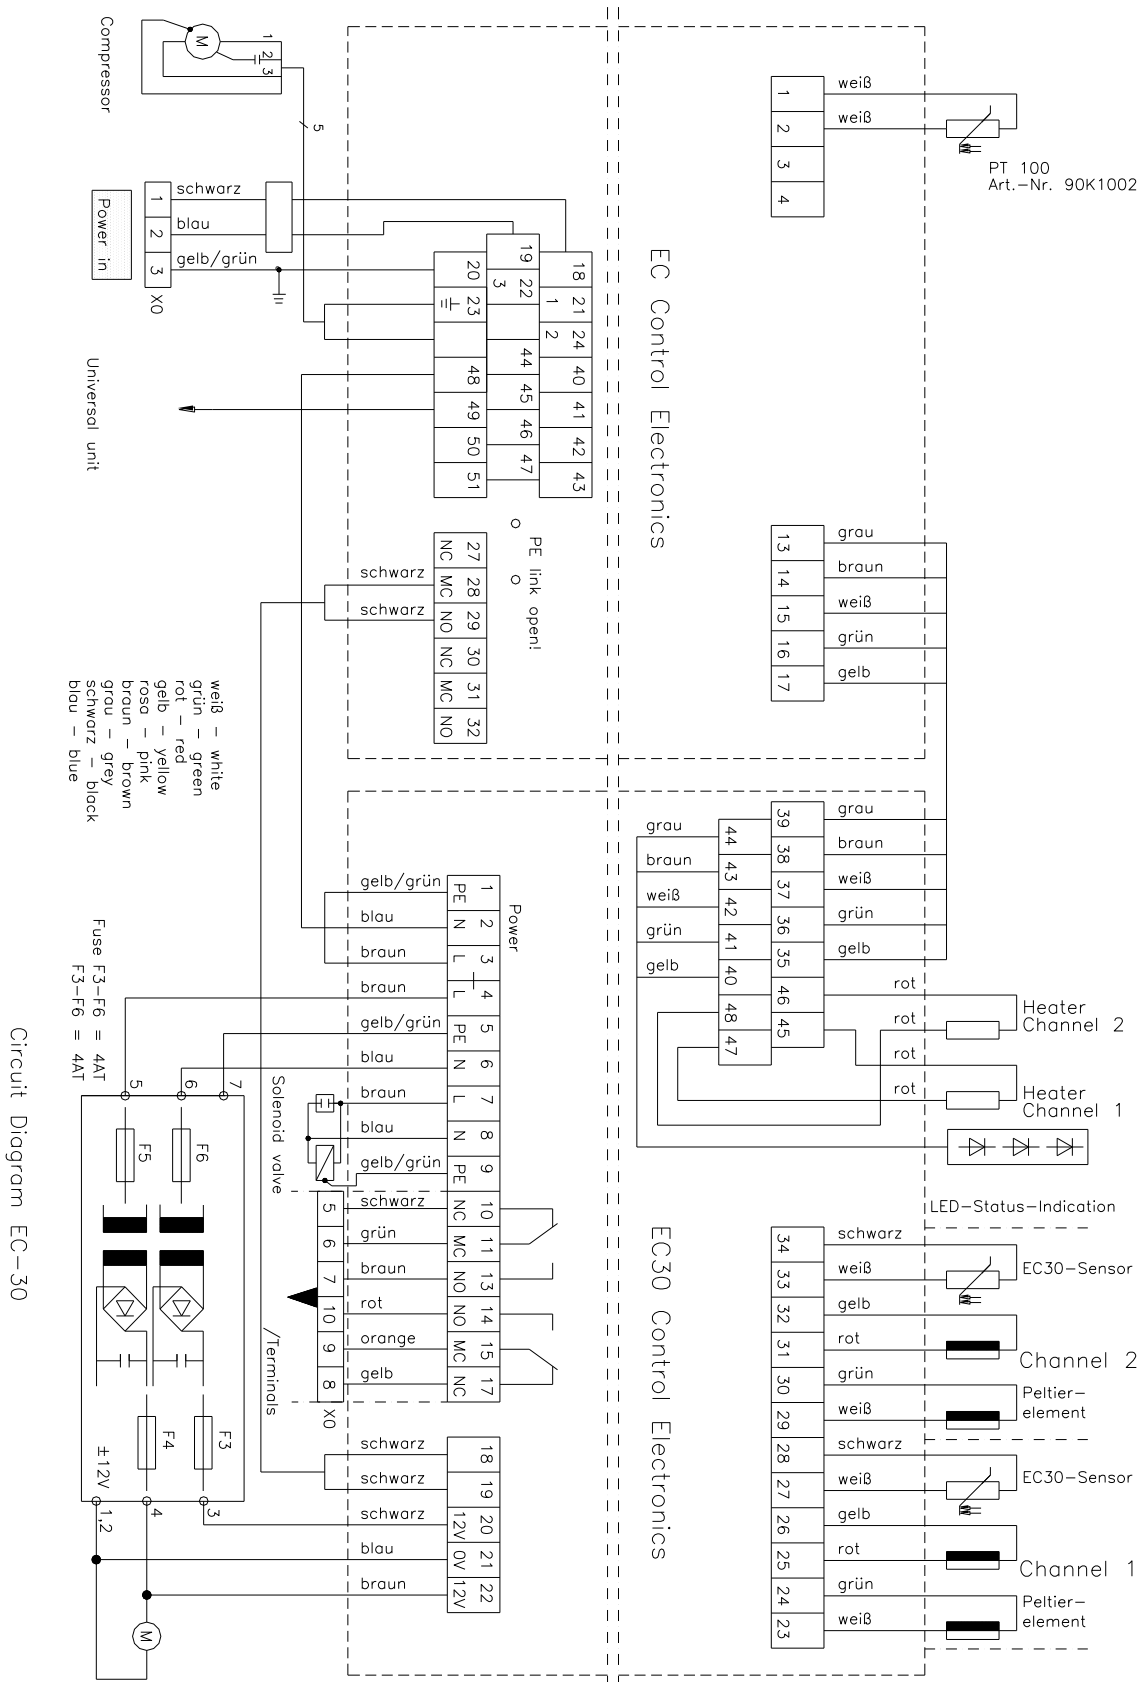 Compressor
M
1
2
3
5
Power in
1
2
3
X0
schwarz
blau
gelb/grün
Universal unit
20
23
48
49
50
51
19
22
3
44
45
46
47
18
21
1
24
2
40
41
42
43
PE link open!
27 NC
28 MC
29 NO
30 NC
31 MC
32 NO
schwarz
schwarz
EC Control Electronics
1
2
3
4
weiß
weiß
PT 100
Art.-Nr. 90K1002
13
14
15
16
17
grau
braun
weiß
grün
gelb
weiß - white
grün - green
rot - red
gelb - yellow
rosa - pink
braun - brown
grau - grey
schwarz - black
blau - blue
Fuse F3-F6 = 4AT
F3-F6 = 4AT
Circuit Diagram EC-30
Power
gelb/grün
1 PE
blau
2 N
braun
3 L
braun
4 L
gelb/grün
5 PE
blau
6 N
braun
7 L
blau
8 N
gelb/grün
9 PE
Solenoid valve
5
schwarz
10 NC
6
grün
11 MC
7
braun
13 NO
10
rot
14 NO
9
orange
15 MC
8
gelb
17 NC
X0
/Terminals
schwarz
18
schwarz
19
schwarz
20 12V
blau
21 0V
braun
22 12V
5
6
7
F5
F6
F4
F3
±12V
1,2
4
3
M
grau
braun
weiß
grün
gelb
44
43
42
41
40
48
47
39
38
37
36
35
46
45
grau
braun
weiß
grün
gelb
rot
rot
rot
rot
Heater
Channel 2
Heater
Channel 1
LED-Status-Indication
EC30 Control Electronics
34
schwarz
33
weiß
EC30-Sensor
32
gelb
31
rot
Channel 2
30
grün
29
weiß
Peltier-
element
28
schwarz
27
weiß
EC30-Sensor
26
gelb
25
rot
Channel 1
24
grün
23
weiß
Peltier-
element